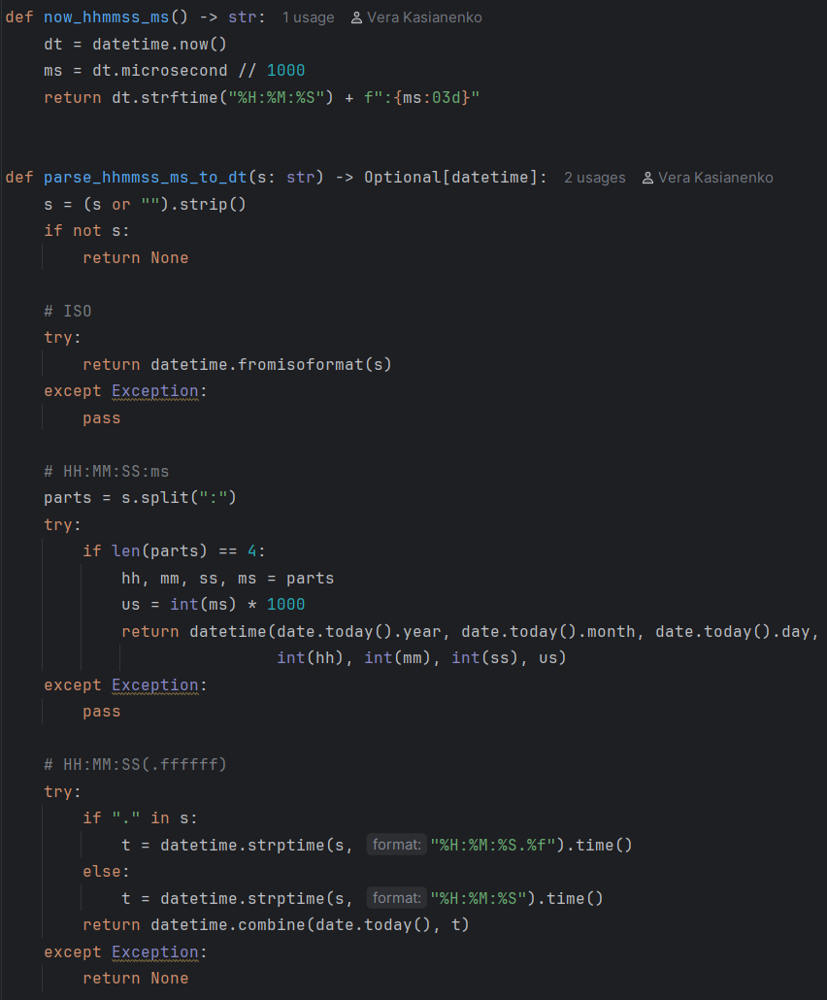 def now_hhmmss_ms() -> str:  1 usage  Vera Kasianenko
    dt = datetime.now()
    ms = dt.microsecond // 1000
    return dt.strftime("%H:%M:%S") + f":{ms:03d}"
def parse_hhmmss_ms_to_dt(s: str) -> Optional[datetime]:  2 usages  Vera Kasianenko
    s = (s or "").strip()
    if not s:
        return None
    # ISO
    try:
        return datetime.fromisoformat(s)
    except Exception:
        pass
    # HH:MM:SS:ms
    parts = s.split(":")
    try:
        if len(parts) == 4:
            hh, mm, ss, ms = parts
            us = int(ms) * 1000
            return datetime(date.today().year, date.today().month, date.today().day,
                            int(hh), int(mm), int(ss), us)
    except Exception:
        pass
    # HH:MM:SS(.ffffff)
    try:
        if "." in s:
            t = datetime.strptime(s, format: "%H:%M:%S.%f").time()
        else:
            t = datetime.strptime(s, format: "%H:%M:%S").time()
        return datetime.combine(date.today(), t)
    except Exception:
        return None